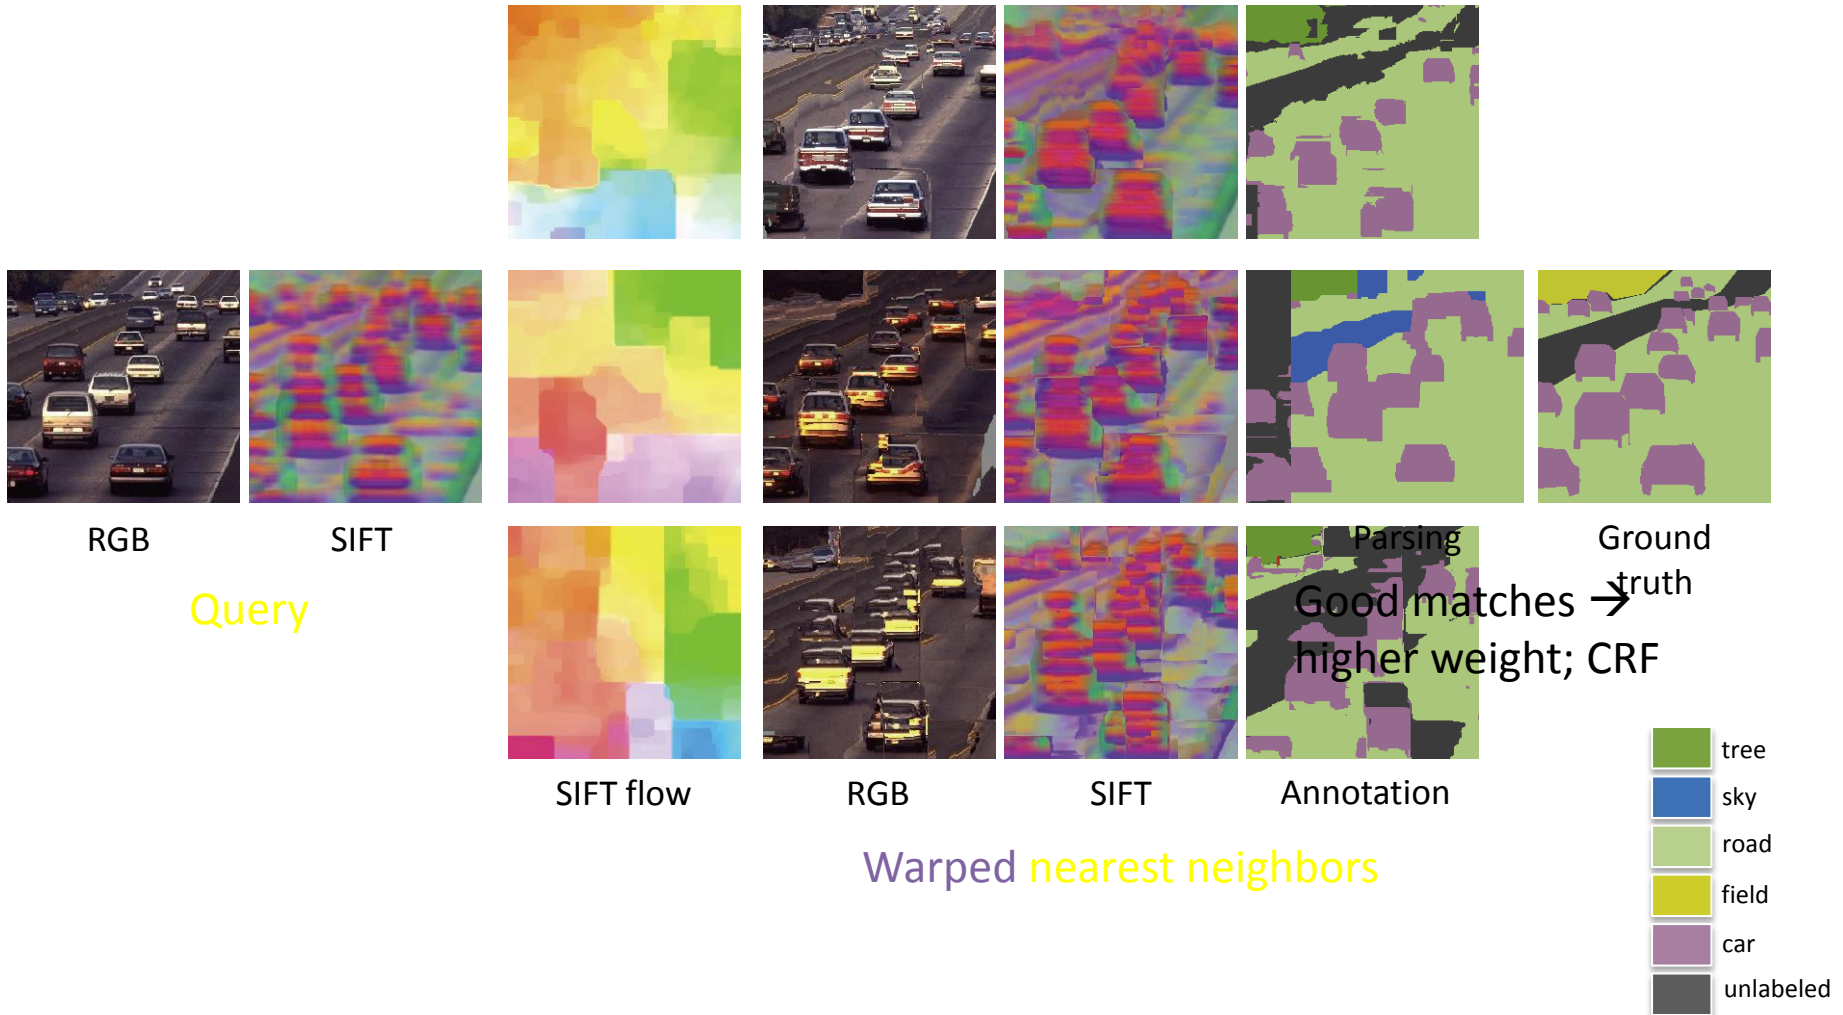 RGB
SIFT
Query
Parsing
Ground
truth
Good matches →
higher weight; CRF
SIFT flow
RGB
SIFT
Annotation
Warped nearest neighbors
tree
sky
road
field
car
unlabeled